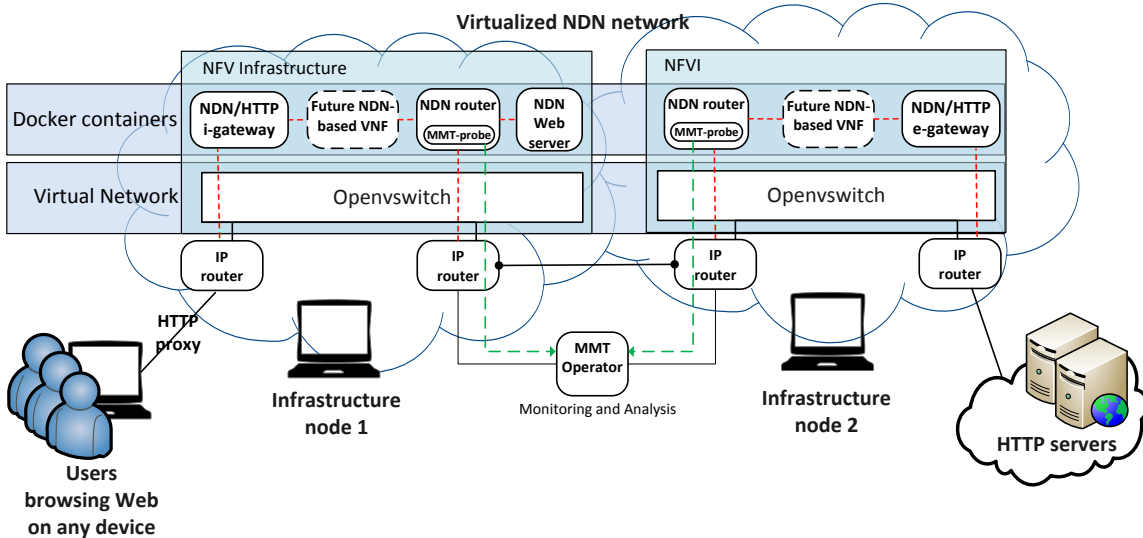 Virtualized NDN network
NFV Infrastructure
NFVI
Docker containers
NDN/HTTP
i-gateway
Future NDN-
based VNF
NDN router
MMT-probe
NDN
Web
server
NDN router
MMT-probe
Future NDN-
based VNF
NDN/HTTP
e-gateway
Virtual Network
Openvswitch
Openvswitch
IP
router
IP
router
IP
router
IP
router
HTTP
proxy
MMT
Operator
Monitoring and Analysis
Infrastructure
node 1
Infrastructure
node 2
HTTP servers
Users
browsing Web
on any device